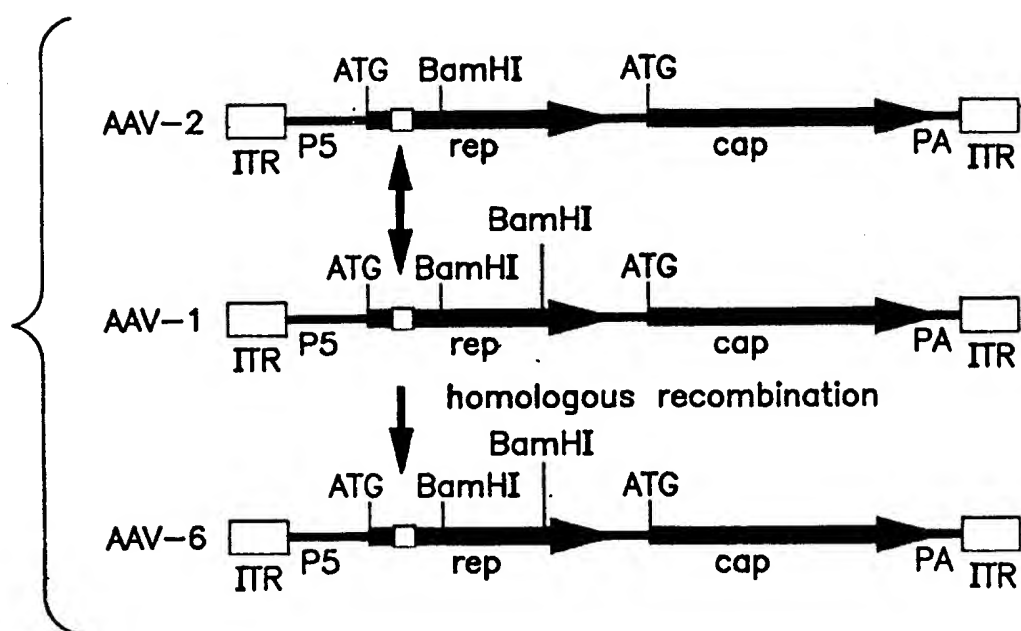 ATG BamHI ATG
AAV-2
ITR P5 rep cap PA ITR
BamHI
ATG BamHI ATG
AAV-1
ITR P5 rep cap PA ITR
homologous recombination
BamHI
ATG BamHI ATG
AAV-6
ITR P5 rep cap PA ITR